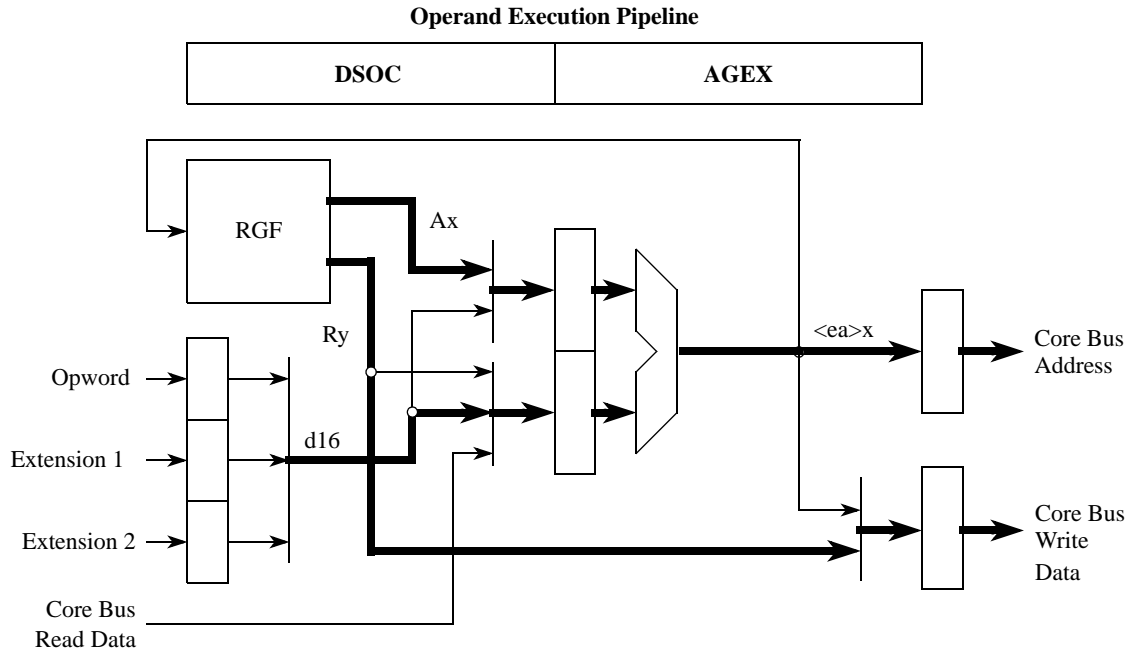 Operand Execution Pipeline
DSOC
AGEX
RGF
Ax
Ry
<ea>x
Core Bus
Address
Opword
d16
Extension 1
Extension 2
Core Bus
Write
Data
Core Bus
Read Data